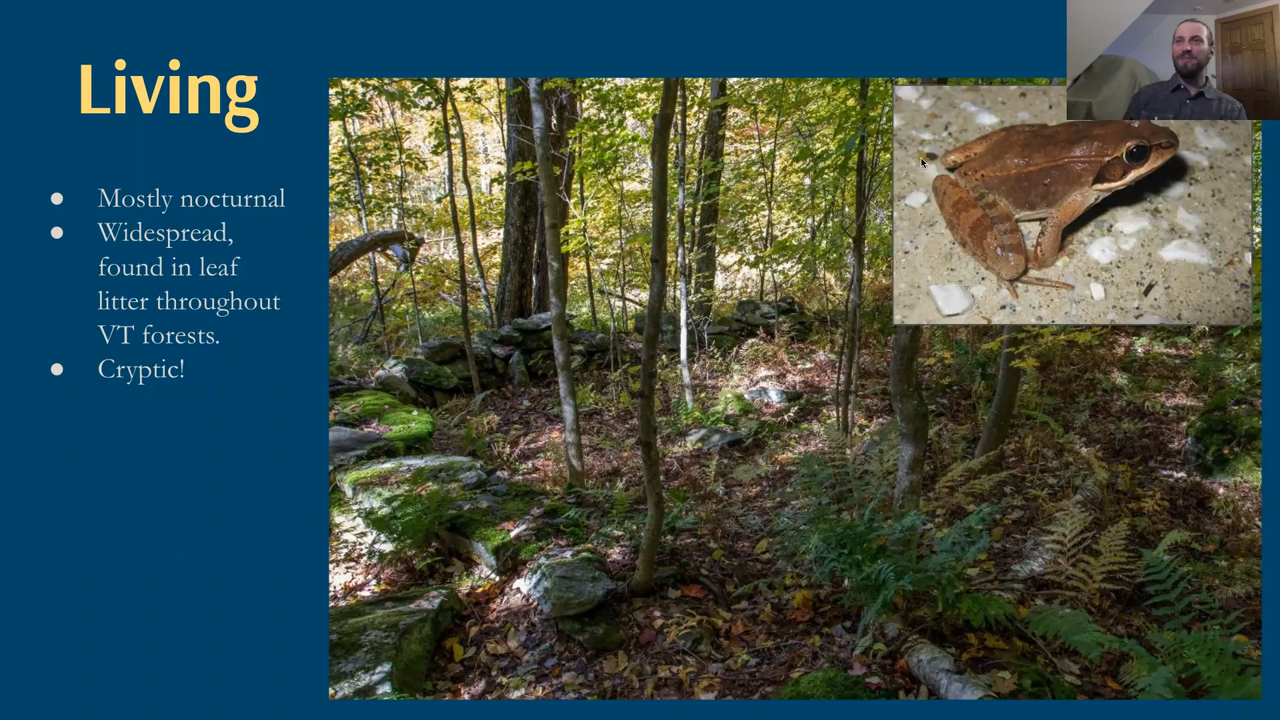 Living
● Mostly nocturnal
● Widespread,
found in leaf
litter throughout
VT forests.
● Cryptic!